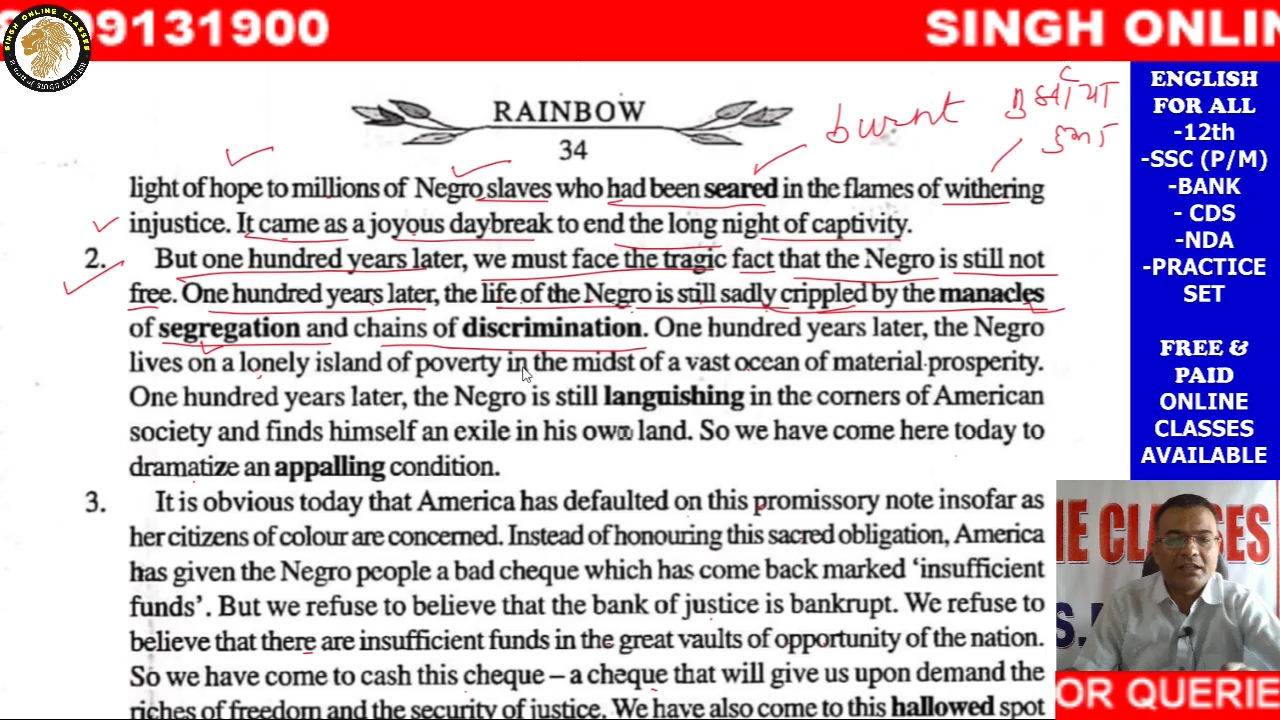 99131900
SINGH ONLIN
SINGH ONLINE CLASSES
ENGLISH
FOR ALL
-12th
-SSC (P/M)
-BANK
- CDS
-NDA
-PRACTICE
SET
FREE &
PAID
ONLINE
CLASSES
AVAILABLE
RAINBOW
34
burnt
light of hope to millions of Negro slaves who had been seared in the flames of withering
injustice. It came as a joyous daybreak to end the long night of captivity.
2. But one hundred years later, we must face the tragic fact that the Negro is still not
free. One hundred years later, the life of the Negro is still sadly crippled by the manacles
of segregation and chains of discrimination. One hundred years later, the Negro
lives on a lonely island of poverty in the midst of a vast ocean of material prosperity.
One hundred years later, the Negro is still languishing in the corners of American
society and finds himself an exile in his own land. So we have come here today to
dramatize an appalling condition.
3. It is obvious today that America has defaulted on this promissory note insofar as
her citizens of colour are concerned. Instead of honouring this sacred obligation, America
has given the Negro people a bad cheque which has come back marked ‘insufficient
funds’. But we refuse to believe that the bank of justice is bankrupt. We refuse to
believe that there are insufficient funds in the great vaults of opportunity of the nation.
So we have come to cash this cheque – a cheque that will give us upon demand the
riches of freedom and the security of justice. We have also come to this hallowed spot
NE CLASSES
S.
OR QUERIE